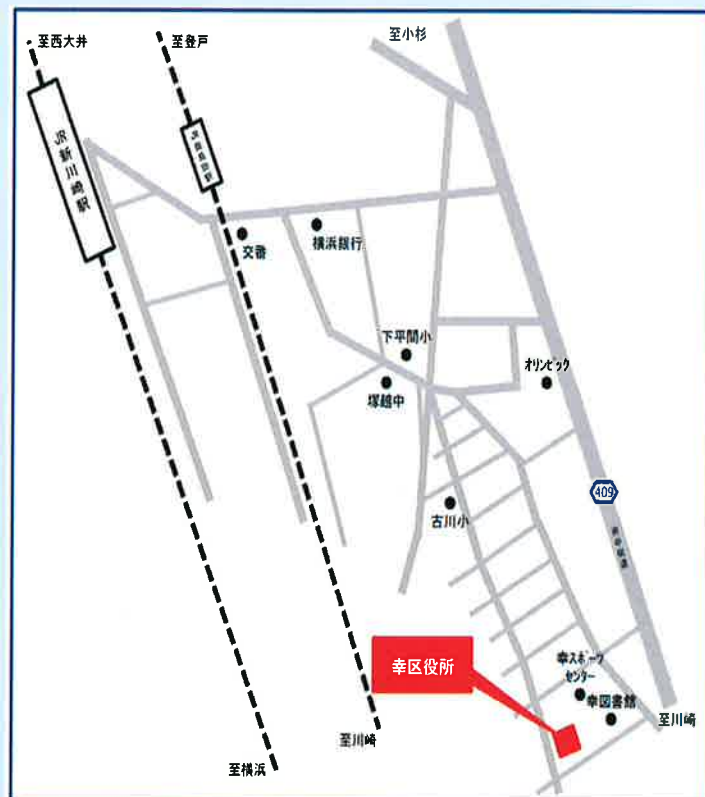 至西大井
至登戸
至小杉
JR新川崎駅
交番
横浜銀行
下平間小
塚越中
オリンピック
409
古川小
幸区役所
幸スポーツ
センター
幸図書館
至川崎
至川崎
至横浜